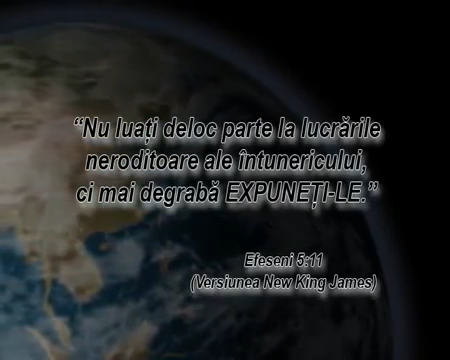 “Nu luați deloc parte la lucrările
neroditoare ale întunericului,
ci mai degrabă EXPUNEȚI-LE.”
Efeseni 5:11
(Versiunea New King James)